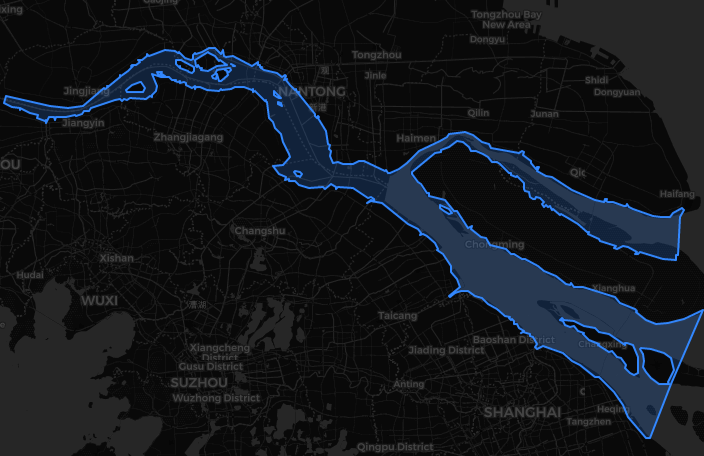 Tongzhou Bay
New Area
Dongyu
Tongzhou
Jinle
Shidi
Dongyuan
Jingjiang
NANTONG
Jiangyin
Qilin
Junan
Zhangjiagang
Haimen
OU
Haifang
Changshu
Chongming
Xishan
Hudai
Xianghua
WUXI
Taicang
Baoshan District
Changxing
Xiangcheng
District
Jiading District
Gusu District
SUZHOU
Anting
Wuzhong District
SHANGHAI
Heqing
Tangzhen
Qingpu District